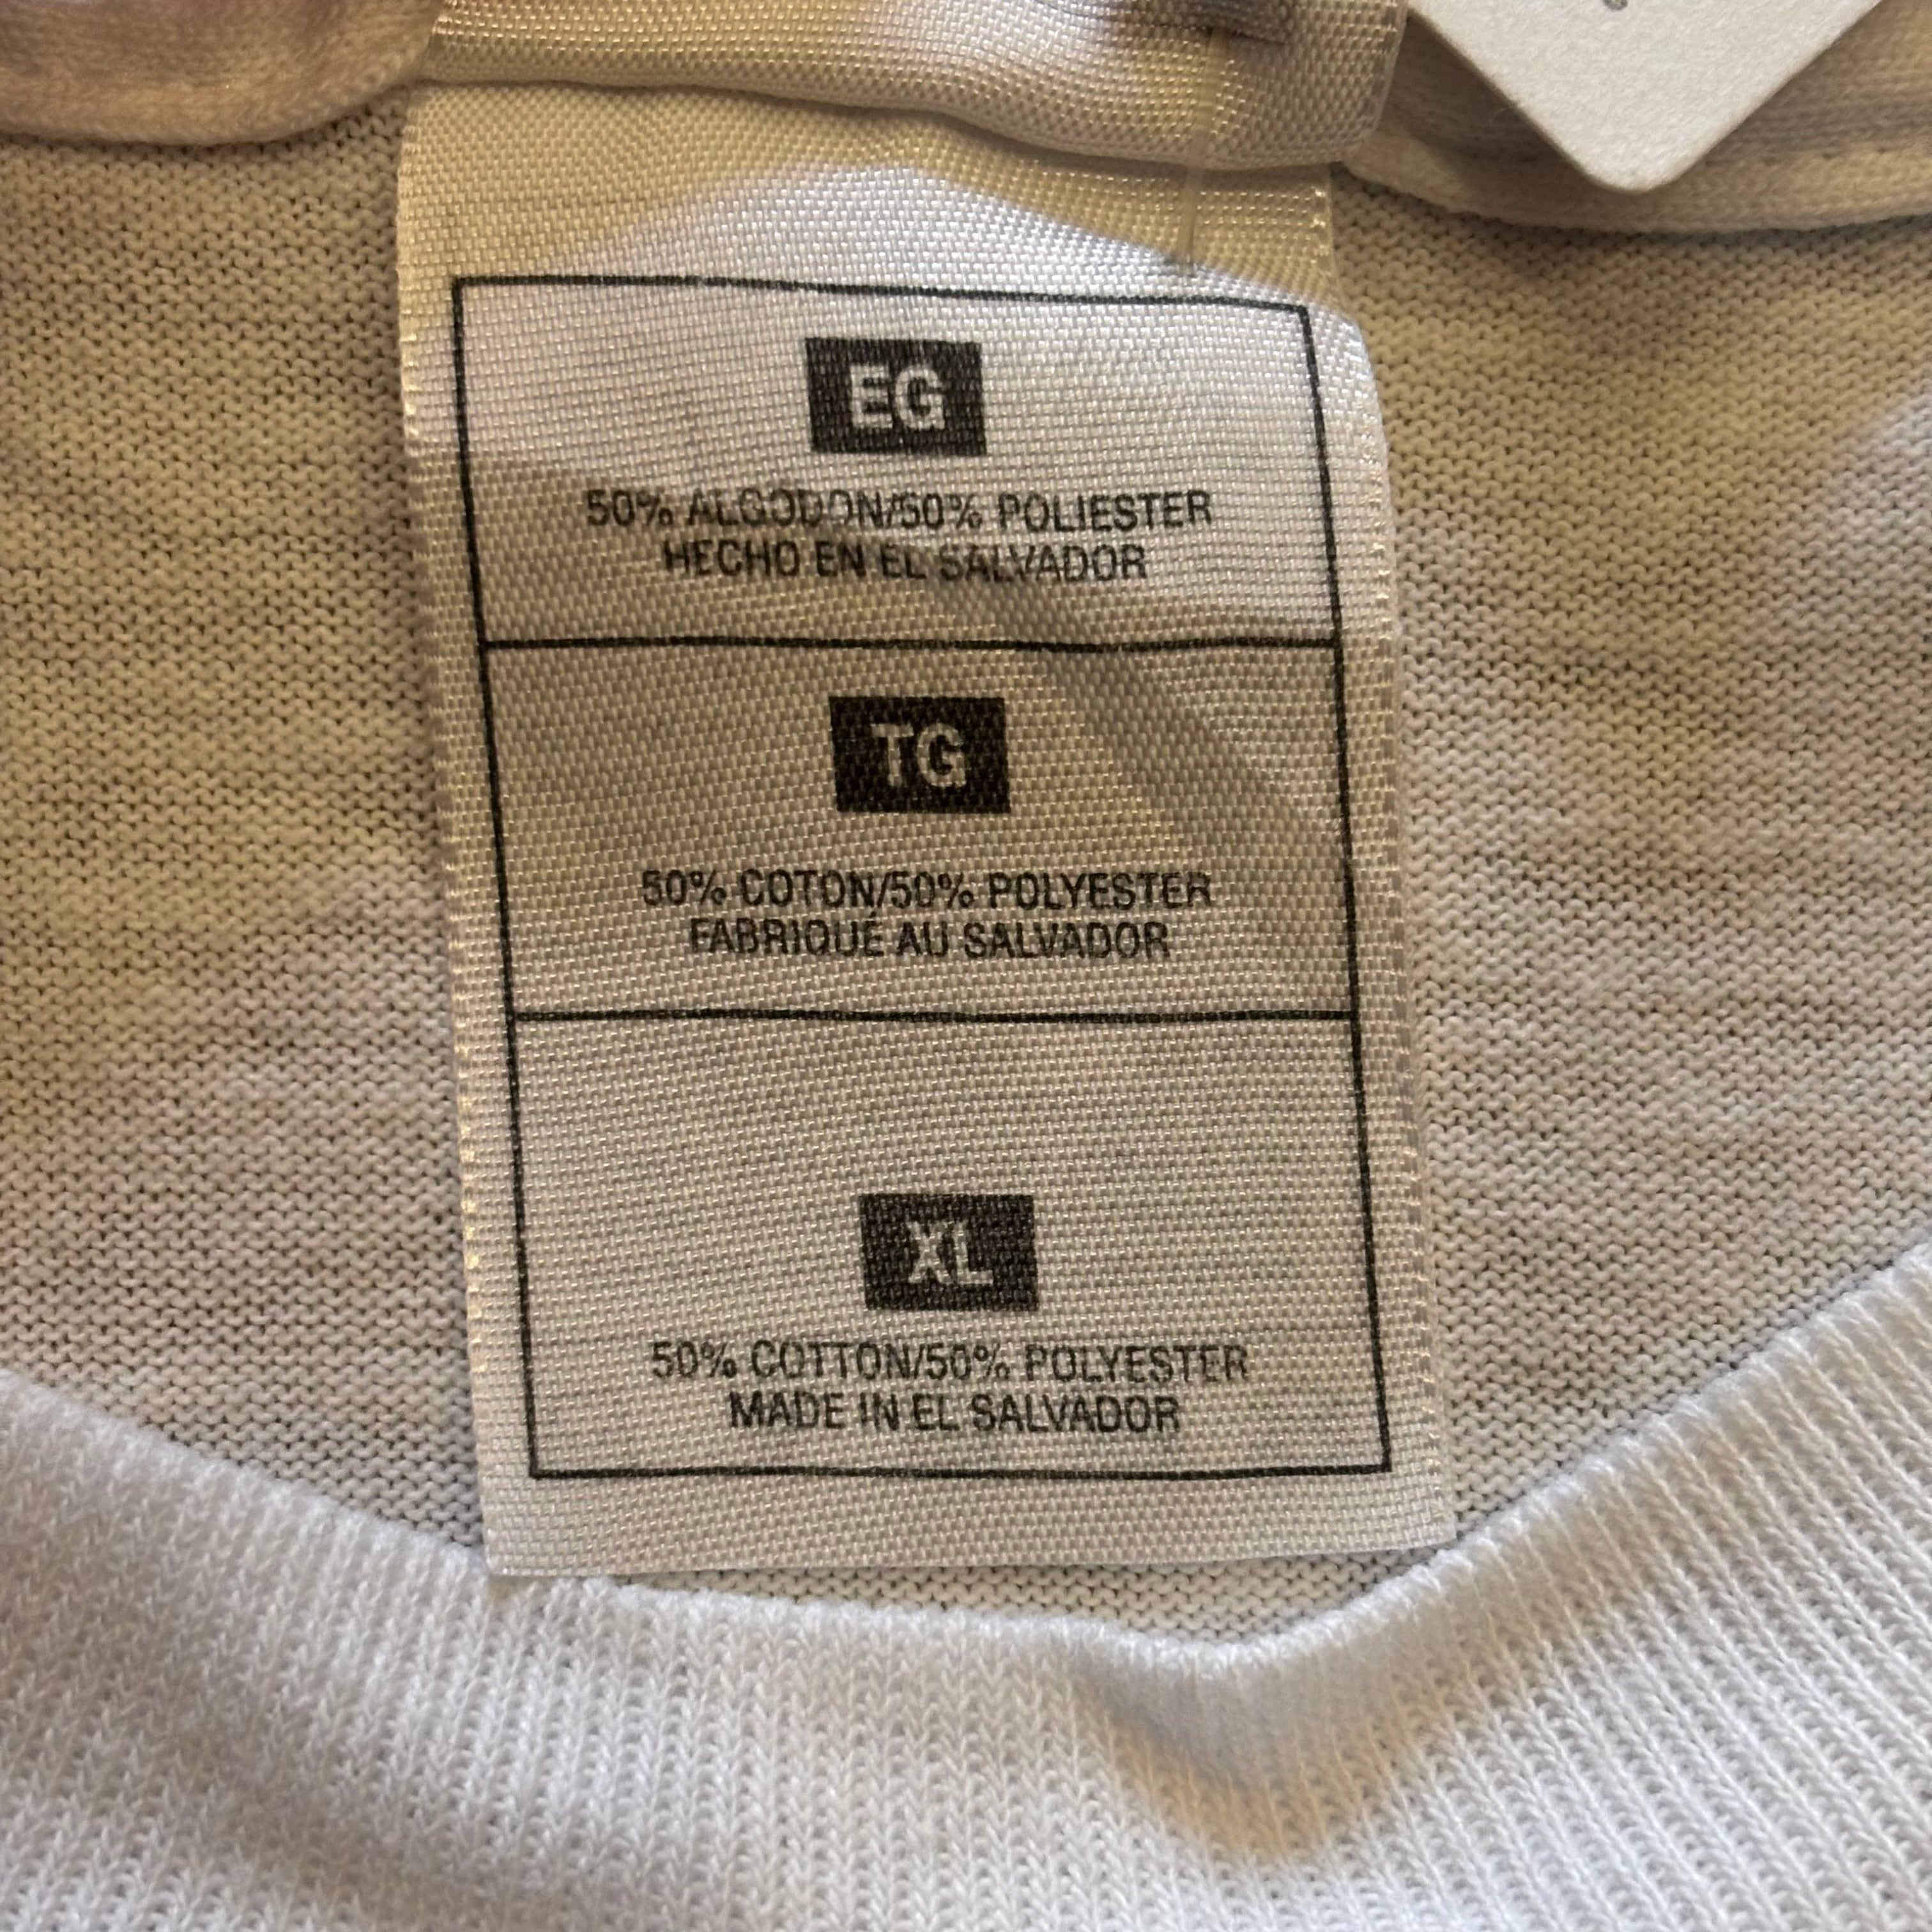 EG
50% ALGODON/50% POLIESTER
HECHO EN EL SALVADOR
TG
50% COTON/50% POLYESTER
FABRIQUÉ AU SALVADOR
XL
50% COTTON/50% POLYESTER
MADE IN EL SALVADOR